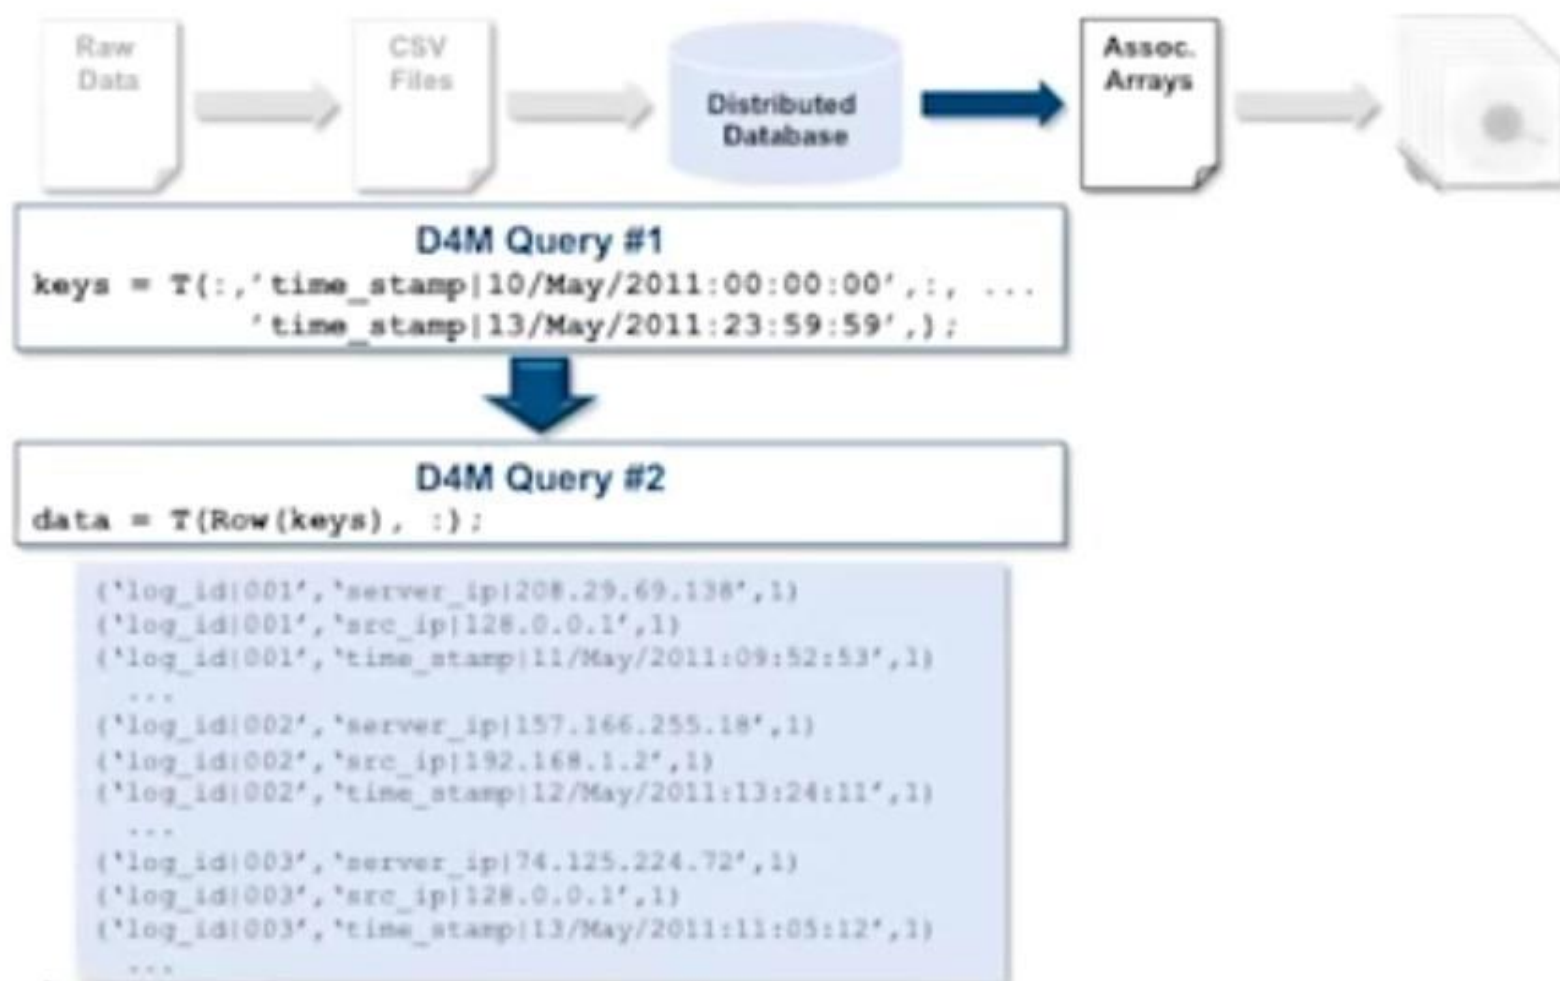 Raw
Data
CSV
Files
Distributed
Database
Assoc.
Arrays
D4M Query #1
keys = T(:,'time_stamp|10/May/2011:00:00:00',:, ...
'time_stamp|13/May/2011:23:59:59',);
D4M Query #2
data = T(Row(keys), :);
('log_id|001','server_ip|208.29.69.138',1)
('log_id|001','src_ip|128.0.0.1',1)
('log_id|001','time_stamp|11/May/2011:09:52:53',1)
...
('log_id|002','server_ip|157.166.255.18',1)
('log_id|002','src_ip|192.168.1.2',1)
('log_id|002','time_stamp|12/May/2011:13:24:11',1)
...
('log_id|003','server_ip|74.125.224.72',1)
('log_id|003','src_ip|128.0.0.1',1)
('log_id|003','time_stamp|13/May/2011:11:05:12',1)
...